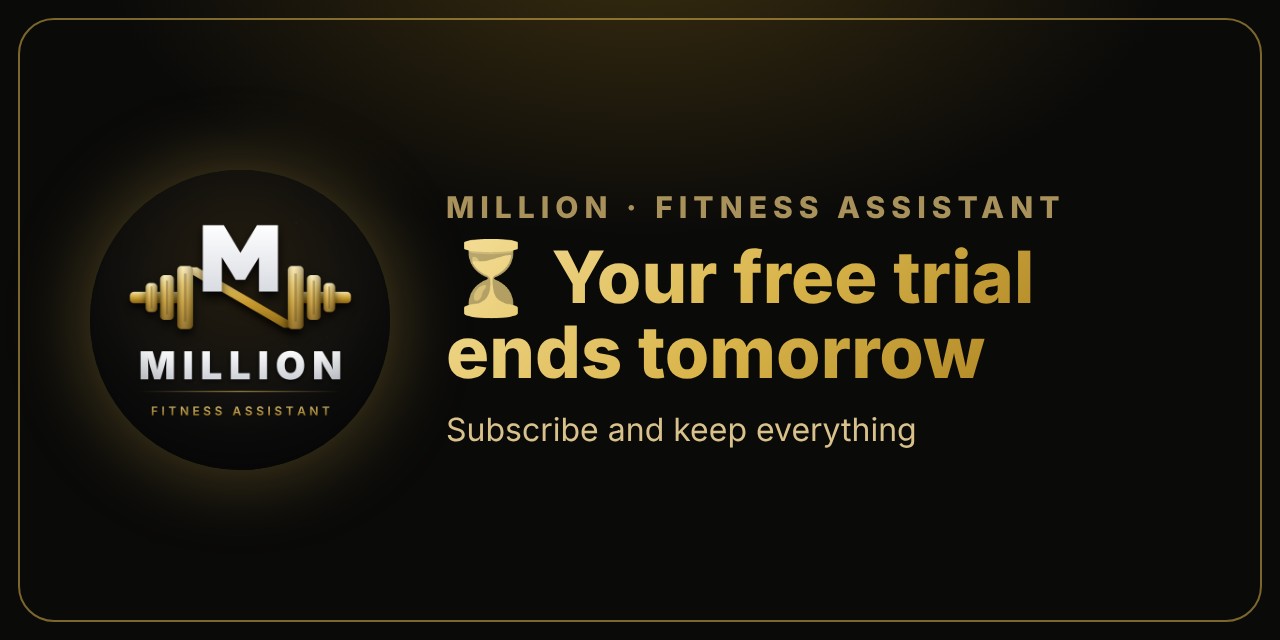 M
MILLION
FITNESS ASSISTANT
MILLION · FITNESS ASSISTANT
⏳ Your free trial
ends tomorrow
Subscribe and keep everything